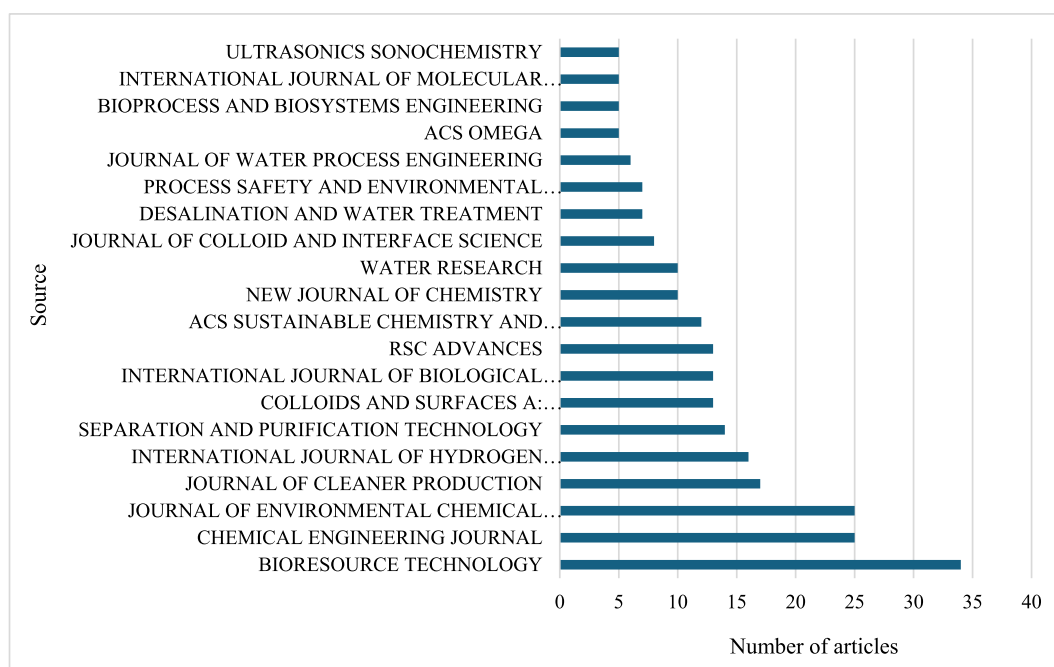 ULTRASONICS SONOCHEMISTRY
INTERNATIONAL JOURNAL OF MOLECULAR…
BIOPROCESS AND BIOSYSTEMS ENGINEERING
ACS OMEGA
JOURNAL OF WATER PROCESS ENGINEERING
PROCESS SAFETY AND ENVIRONMENTAL…
DESALINATION AND WATER TREATMENT
JOURNAL OF COLLOID AND INTERFACE SCIENCE
WATER RESEARCH
NEW JOURNAL OF CHEMISTRY
ACS SUSTAINABLE CHEMISTRY AND…
RSC ADVANCES
INTERNATIONAL JOURNAL OF BIOLOGICAL…
COLLOIDS AND SURFACES A:…
SEPARATION AND PURIFICATION TECHNOLOGY
INTERNATIONAL JOURNAL OF HYDROGEN…
JOURNAL OF CLEANER PRODUCTION
JOURNAL OF ENVIRONMENTAL CHEMICAL…
CHEMICAL ENGINEERING JOURNAL
BIORESOURCE TECHNOLOGY
Source
0 5 10 15 20 25 30 35 40
Number of articles